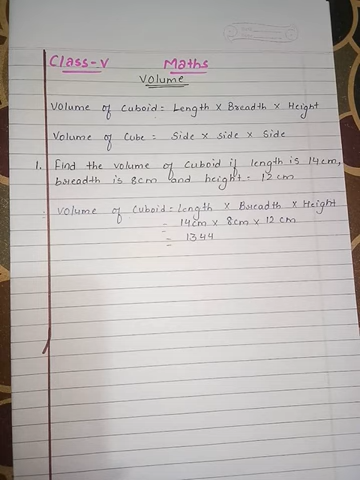 Class-V Maths
Volume
Volume of Cuboid = Length × Breadth × Height
Volume of Cube = Side × side × Side
1. Find the volume of Cuboid if length is 14cm,
breadth is 8cm and height = 12cm
Volume of Cuboid = Length × Breadth × Height
= 14cm × 8cm × 12 cm
= 1344